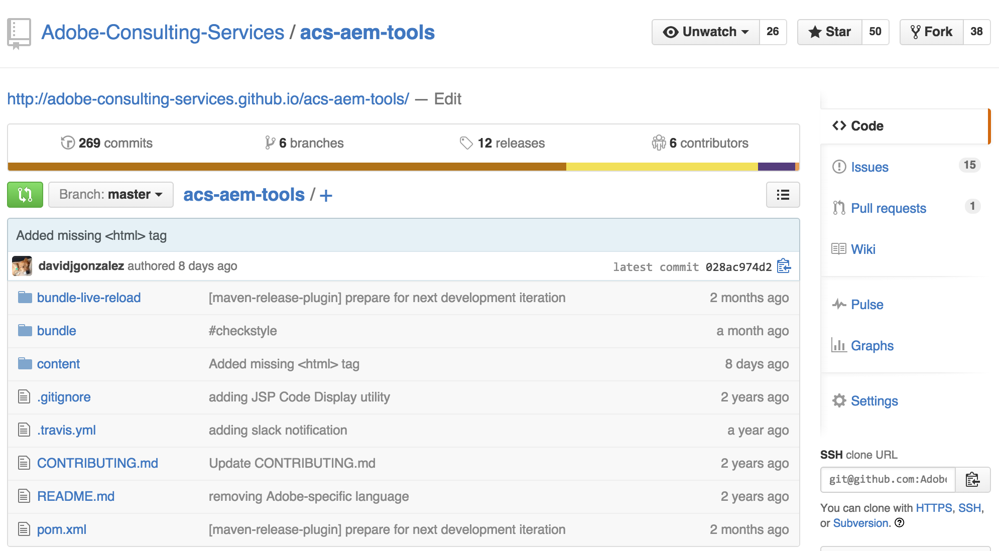 Adobe-Consulting-Services / acs-aem-tools
Unwatch 26 Star 50 Fork 38
http://adobe-consulting-services.github.io/acs-aem-tools/ — Edit
269 commits 6 branches 12 releases 6 contributors
Branch: master acs-aem-tools / +
Added missing <html> tag
davidjgonzalez authored 8 days ago latest commit 028ac974d2
bundle-live-reload [maven-release-plugin] prepare for next development iteration 2 months ago
bundle #checkstyle a month ago
content Added missing <html> tag 8 days ago
.gitignore adding JSP Code Display utility 2 years ago
.travis.yml adding slack notification a year ago
CONTRIBUTING.md Update CONTRIBUTING.md 2 years ago
README.md removing Adobe-specific language 2 years ago
pom.xml [maven-release-plugin] prepare for next development iteration 2 months ago
<> Code
Issues 15
Pull requests 1
Wiki
Pulse
Graphs
Settings
SSH clone URL
git@github.com:Adobe
You can clone with HTTPS, SSH,
or Subversion. ?